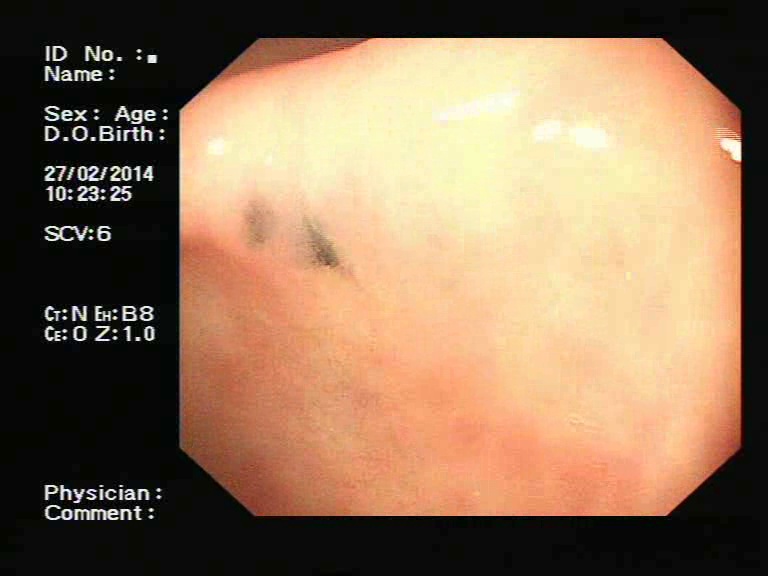 ID No.:
Name:
Sex: Age:
D.O.Birth:
27/02/2014
10:23:25
SCV:6
CT:N EH:B8
CE:0 Z:1.0
Physician:
Comment: